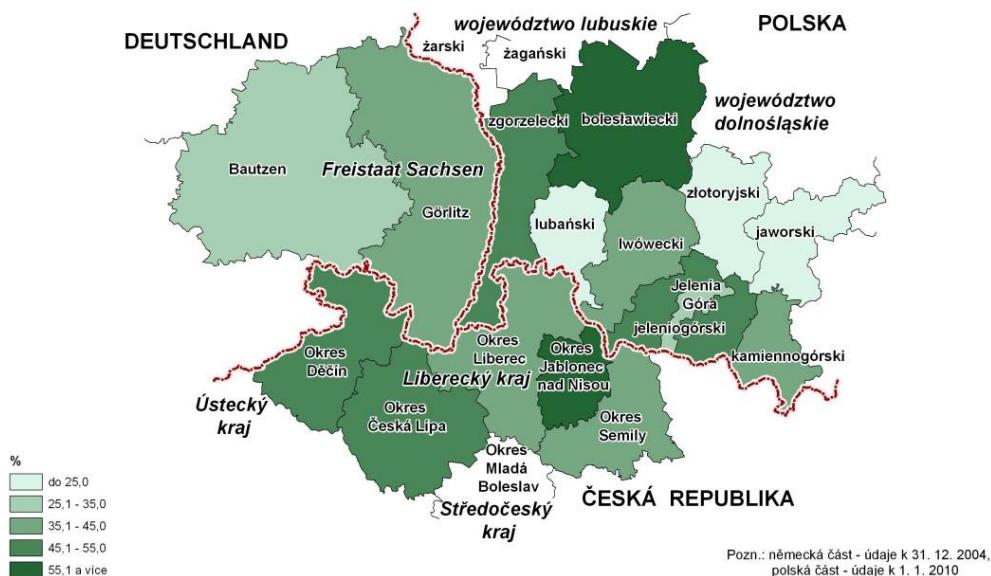 DEUTSCHLAND
województwo lubuskie
POLSKA
żarski
żagański
województwo
dolnośląskie
zgorzelecki
bolesławiecki
Bautzen
Freistaat Sachsen
Görlitz
lubański
lwówecki
złotoryjski
jaworski
Jelenia
Góra
jeleniogórski
kamiennogórski
Okres
Děčín
Okres
Liberec
Okres
Jablonec
nad Nisou
Liberecký kraj
Ústecký
kraj
Okres
Česká Lípa
Okres
Semily
Okres
Mladá
Boleslav
Středočeský
kraj
ČESKÁ REPUBLIKA
%
do 25,0
25,1 - 35,0
35,1 - 45,0
45,1 - 55,0
55,1 a více
Pozn.: německá část - údaje k 31. 12. 2004,
polská část - údaje k 1. 1. 2010